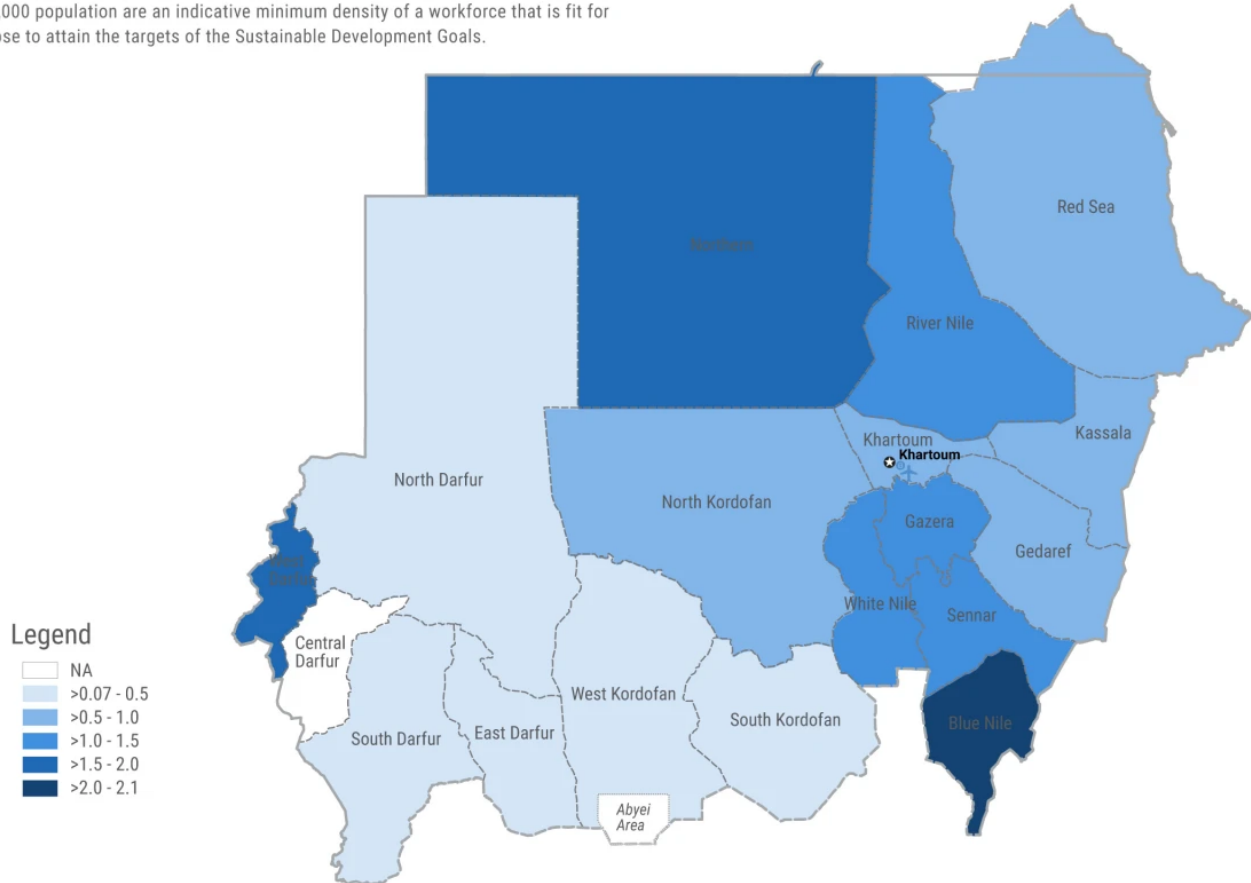 000 population are an indicative minimum density of a workforce that is fit for
ose to attain the targets of the Sustainable Development Goals.
Red Sea
Northern
River Nile
Khartoum
Khartoum
Kassala
North Darfur
North Kordofan
Gazera
Gedaref
West
Darfur
White Nile
Sennar
Central
Darfur
West Kordofan
South Kordofan
Blue Nile
South Darfur
East Darfur
Abyei
Area
Legend
NA
>0.07 - 0.5
>0.5 - 1.0
>1.0 - 1.5
>1.5 - 2.0
>2.0 - 2.1